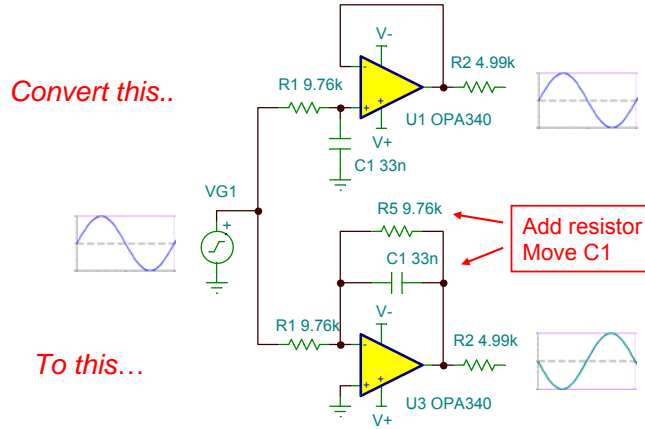 Convert this..
V-
R1 9.76k
R2 4.99k
-
+
+
U1 OPA340
V+
C1 33n
VG1
+
R5 9.76k
Add resistor
Move C1
C1 33n
R1 9.76k
V-
R2 4.99k
-
+
+
To this…
U3 OPA340
V+